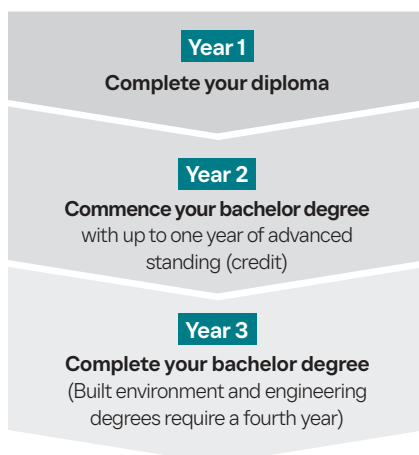 Year 1
Complete your diploma
Year 2
Commence your bachelor degree
with up to one year of advanced
standing (credit)
Year 3
Complete your bachelor degree
(Built environment and engineering
degrees require a fourth year)